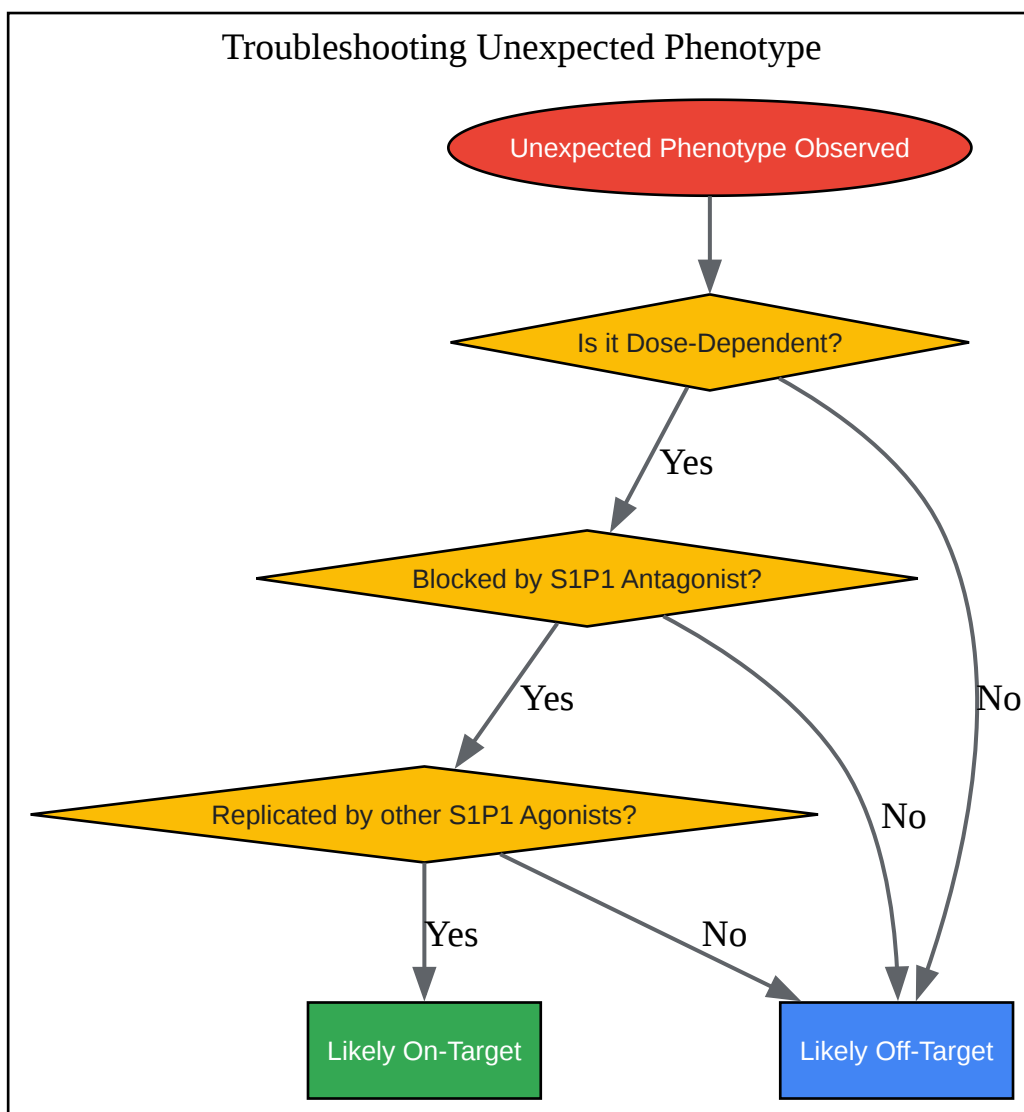 Troubleshooting Unexpected Phenotype
Unexpected Phenotype Observed
Is it Dose-Dependent?
Yes
Blocked by S1P1 Antagonist?
Yes
No
Replicated by other S1P1 Agonists?
No
Yes
No
Likely On-Target
Likely Off-Target